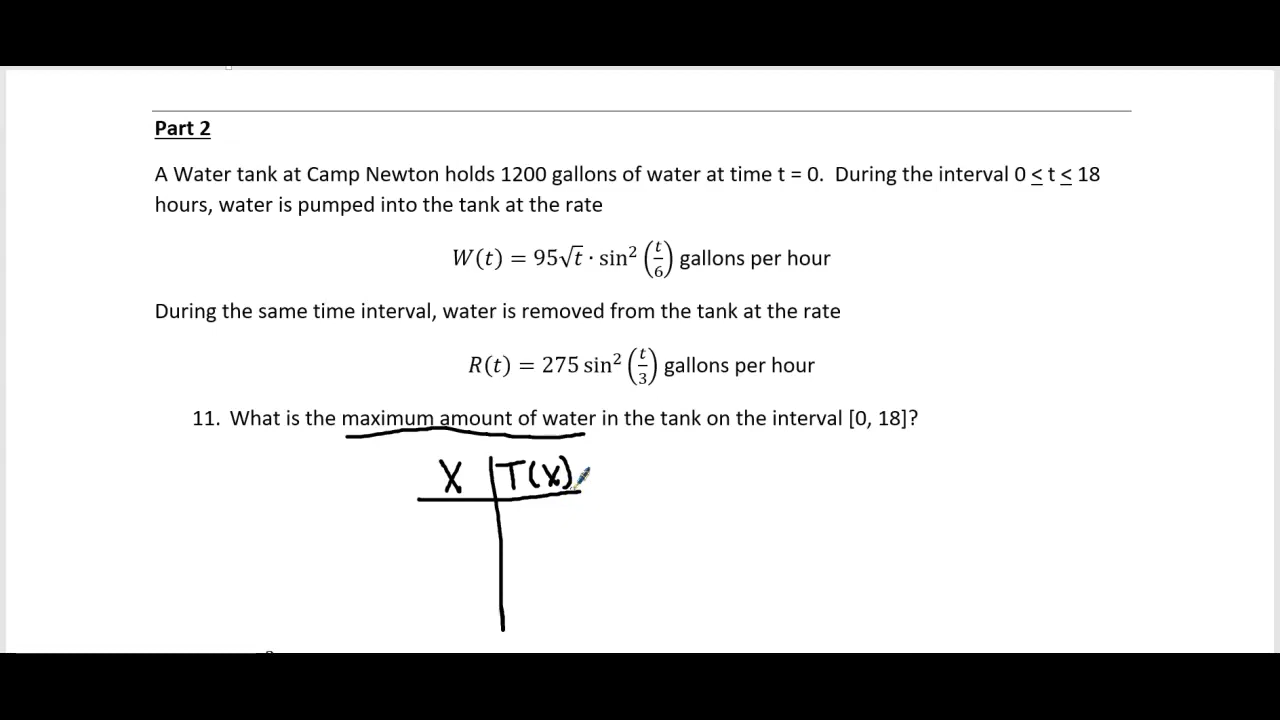 Part 2
A Water tank at Camp Newton holds 1200 gallons of water at time t = 0. During the interval 0 ≤ t ≤ 18
hours, water is pumped into the tank at the rate
W(t) = 95√t · sin² (t/6) gallons per hour
During the same time interval, water is removed from the tank at the rate
R(t) = 275 sin² (t/3) gallons per hour
11. What is the maximum amount of water in the tank on the interval [0, 18]?
X T(x)